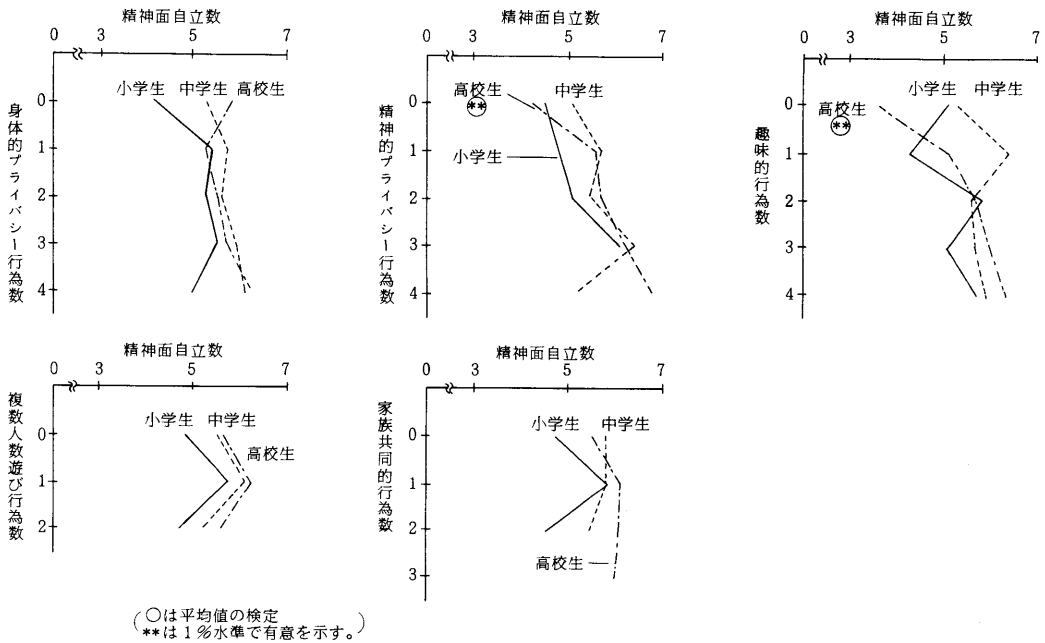 精神面自立数
0 3 5 7
小学生 中学生 高校生
身体的プライバシー行為数
0
1
2
3
4
精神面自立数
0 3 5 7
高校生 中学生
**
小学生
精神的プライバシー行為数
0
1
2
3
4
精神面自立数
0 3 5 7
高校生 小学生 中学生
**
趣味的行為数
0
1
2
3
4
精神面自立数
0 3 5 7
小学生 中学生
高校生
複数人数遊び行為数
0
1
2
精神面自立数
0 3 5 7
小学生 中学生
高校生
家族共同的行為数
0
1
2
3
(○は平均値の検定
**は1%水準で有意を示す。)